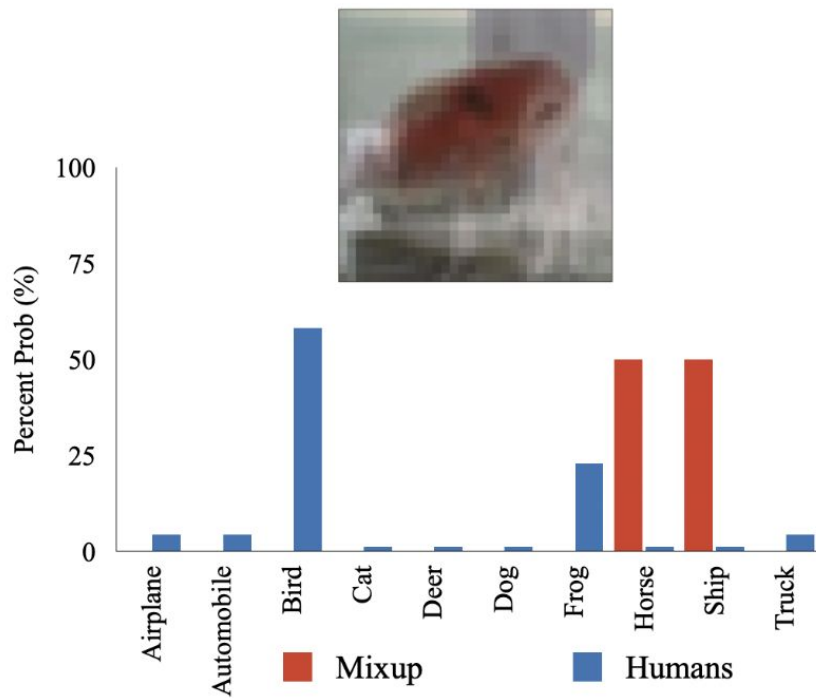 100
75
50
25
0
Percent Prob (%)
Airplane
Automobile
Bird
Cat
Deer
Dog
Frog
Horse
Ship
Truck
Mixup
Humans